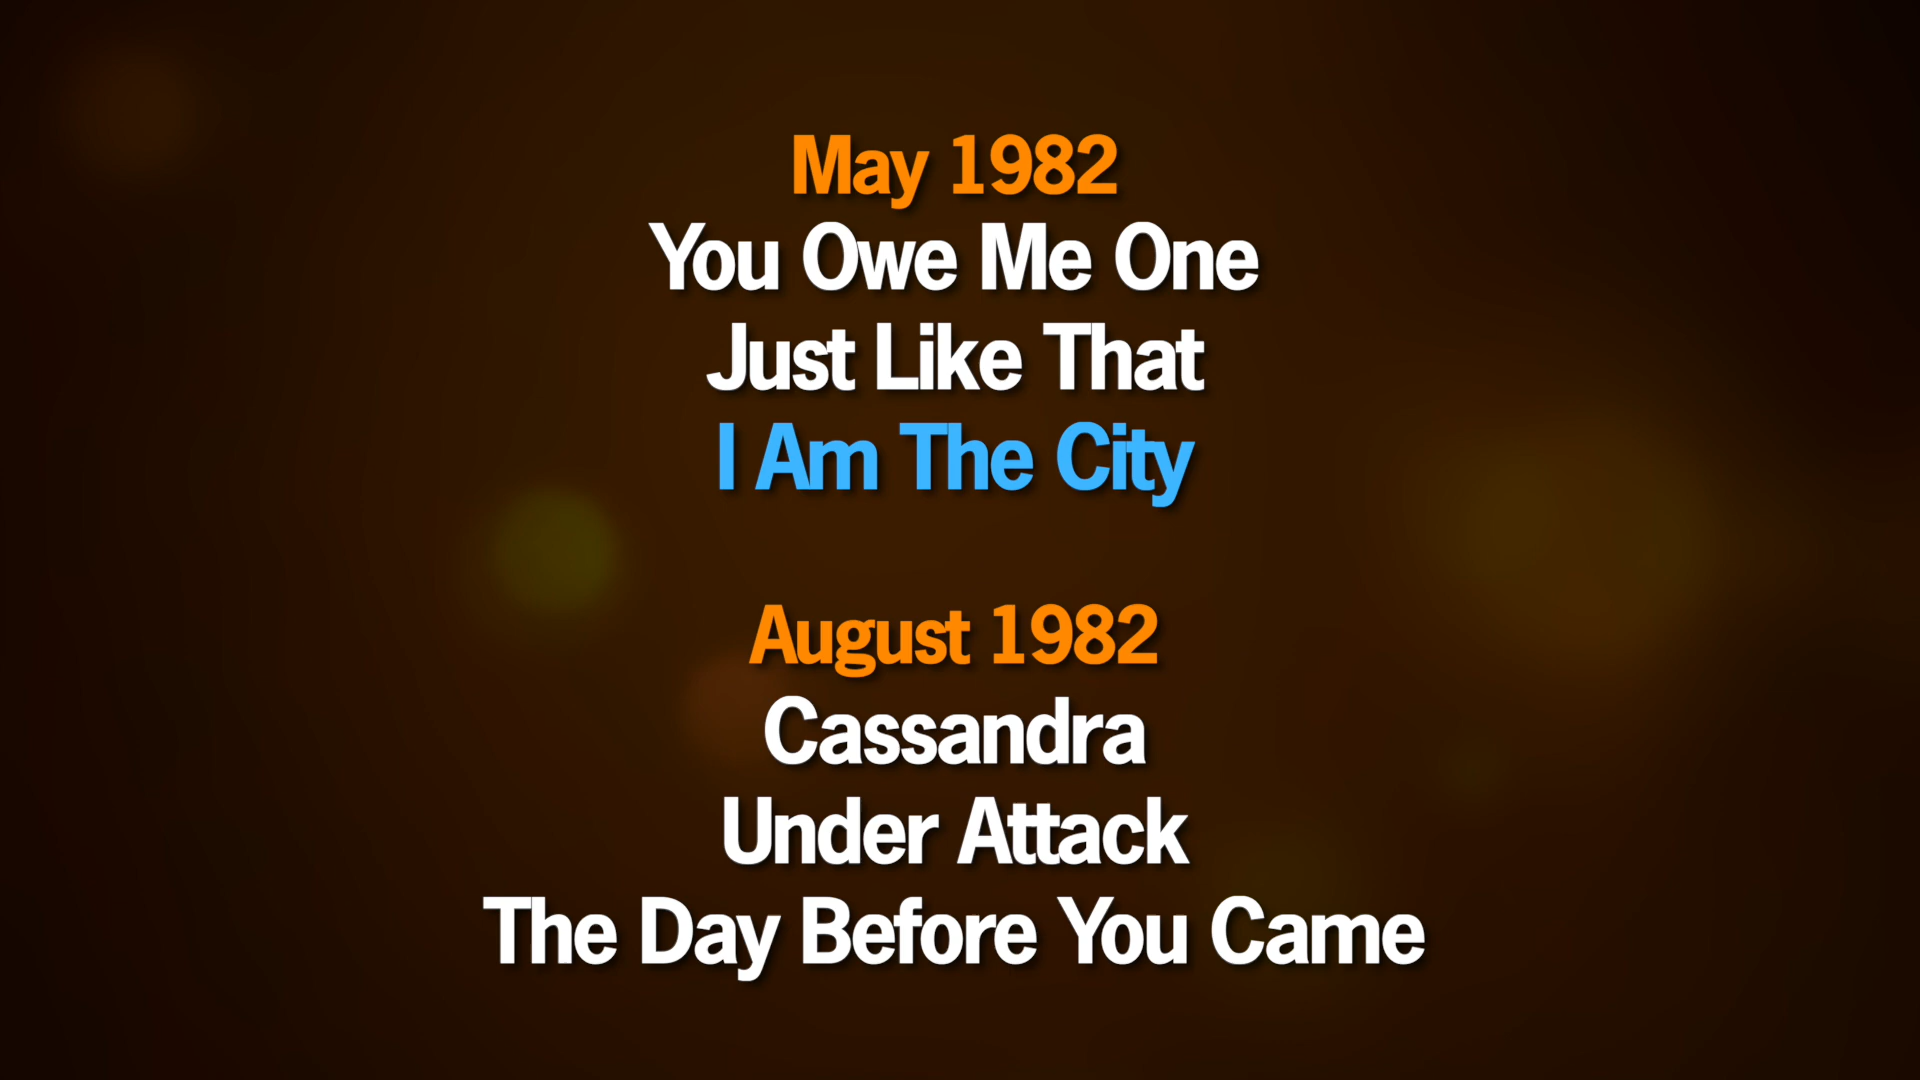 May 1982
You Owe Me One
Just Like That
I Am The City
August 1982
Cassandra
Under Attack
The Day Before You Came